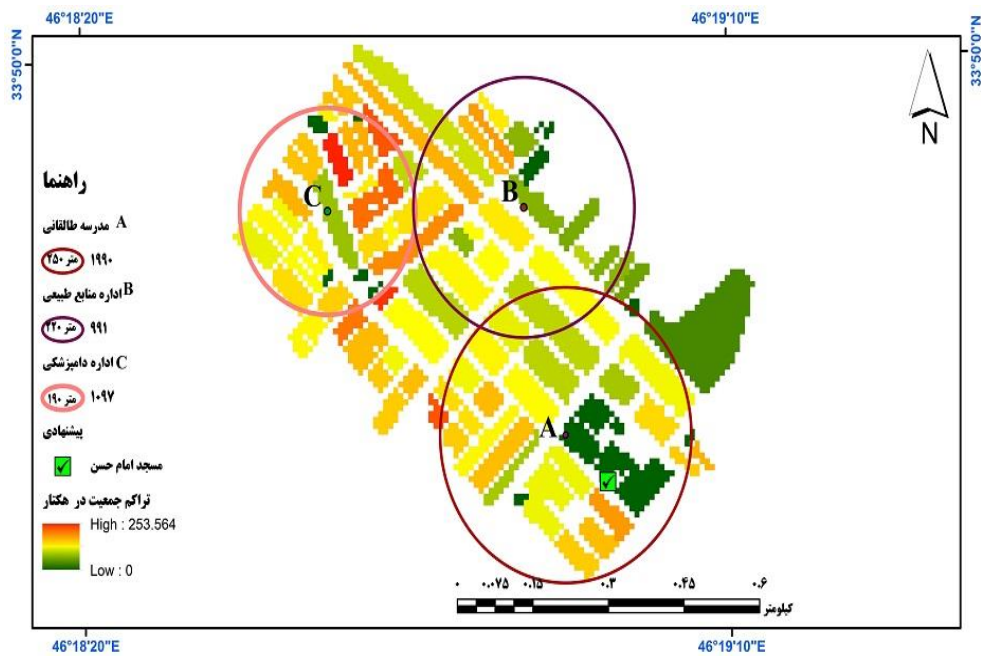 46°18'20"E
46°19'10"E
33°50'0"N
33°50'0"N
N
C
B
A
راهنما
A مدرسه طالقانی
۲۵۰ متر ۱۹۹۰
B اداره منابع طبیعی
۲۲۰ متر ۹۹۱
C اداره دامپزشکی
۱۹۰ متر ۱۰۹۷
پیشنهادی
مسجد امام حسن
تراکم جمعیت در هکتار
High : 253.564
Low : 0
۰ ۰.۰۷۵ ۰.۱۵ ۰.۳ ۰.۴۵ ۰.۶
کیلومتر
46°18'20"E
46°19'10"E